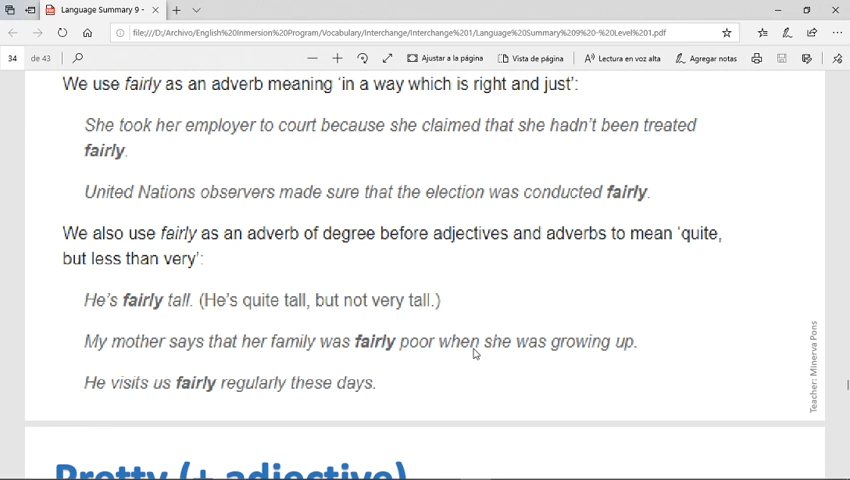 Language Summary 9 -
file:///D:/Archivo/English%20Inmersion%20Program/Vocabulary/Interchange/Interchange%201/Language%20Summary%209%20-%20Level%201.pdf
34 de 43 Ajustar a la página Vista de página Lectura en voz alta Agregar notas
We use fairly as an adverb meaning 'in a way which is right and just':
She took her employer to court because she claimed that she hadn't been treated
fairly.
United Nations observers made sure that the election was conducted fairly.
We also use fairly as an adverb of degree before adjectives and adverbs to mean 'quite,
but less than very':
He's fairly tall. (He's quite tall, but not very tall.)
My mother says that her family was fairly poor when she was growing up.
He visits us fairly regularly these days.
Teacher: Minerva Pons
Pretty (+ adjective)